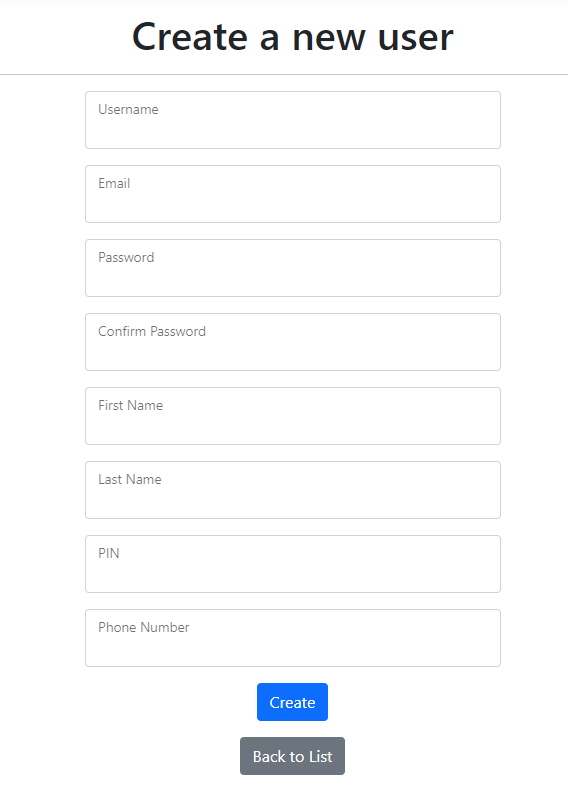 Create a new user
Username
Email
Password
Confirm Password
First Name
Last Name
PIN
Phone Number
Create
Back to List